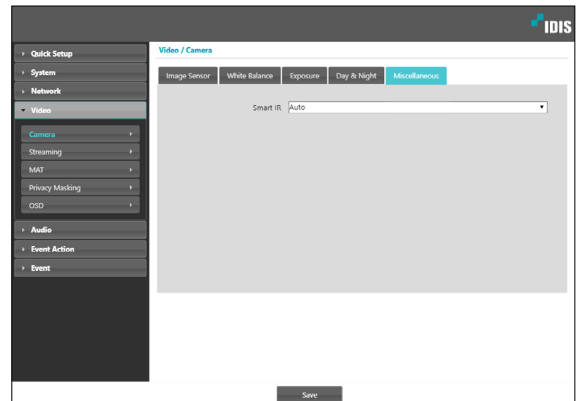 IDIS
Quick Setup
System
Network
Video
Camera
Streaming
MAT
Privacy Masking
OSD
Audio
Event Action
Event
Video / Camera
Image Sensor White Balance Exposure Day & Night Miscellaneous
Smart IR Auto
Save